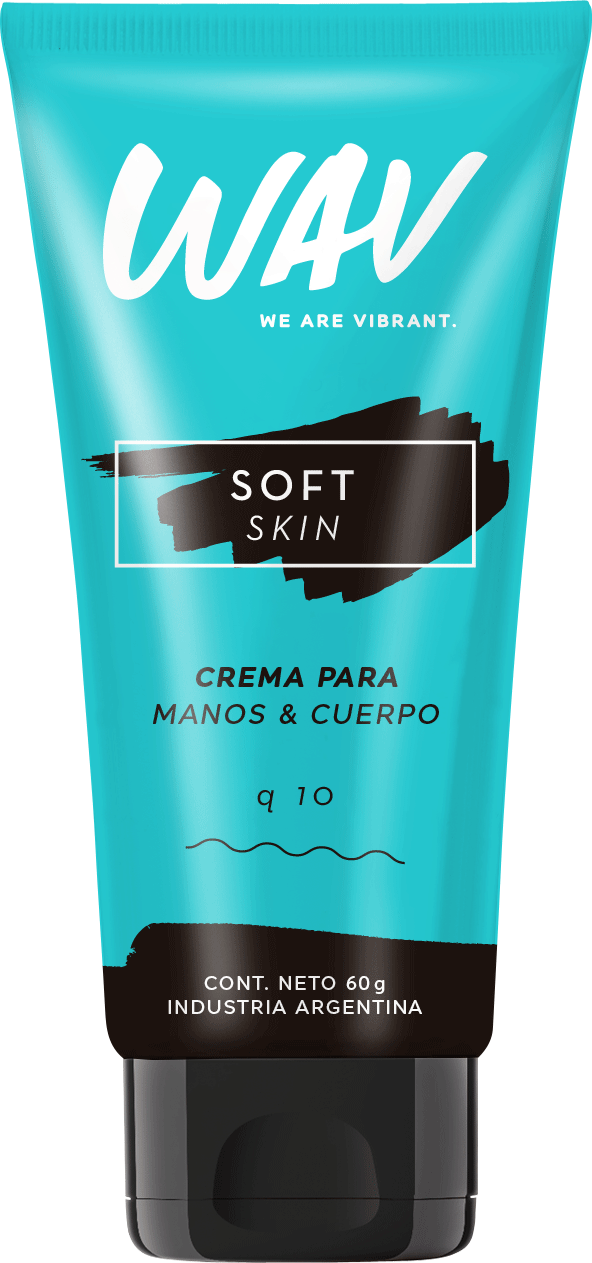 WAV
WE ARE VIBRANT.
SOFT
SKIN
CREMA PARA
MANOS & CUERPO
q 10
CONT. NETO 60g
INDUSTRIA ARGENTINA